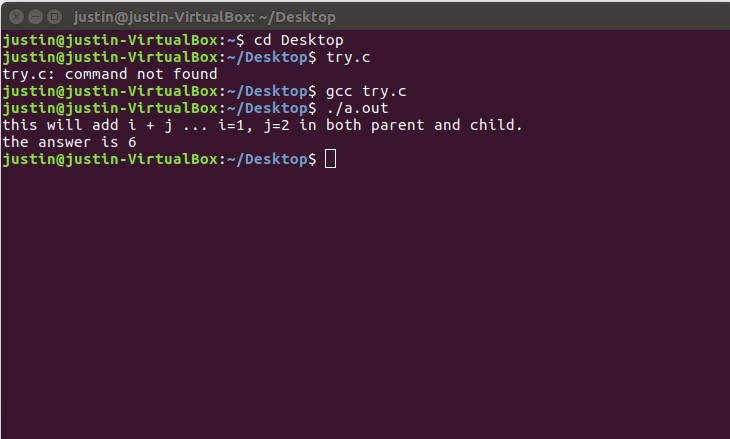 justin@justin-VirtualBox: ~/Desktop
justin@justin-VirtualBox:~$ cd Desktop
justin@justin-VirtualBox:~/Desktop$ try.c
try.c: command not found
justin@justin-VirtualBox:~/Desktop$ gcc try.c
justin@justin-VirtualBox:~/Desktop$ ./a.out
this will add i + j ... i=1, j=2 in both parent and child.
the answer is 6
justin@justin-VirtualBox:~/Desktop$